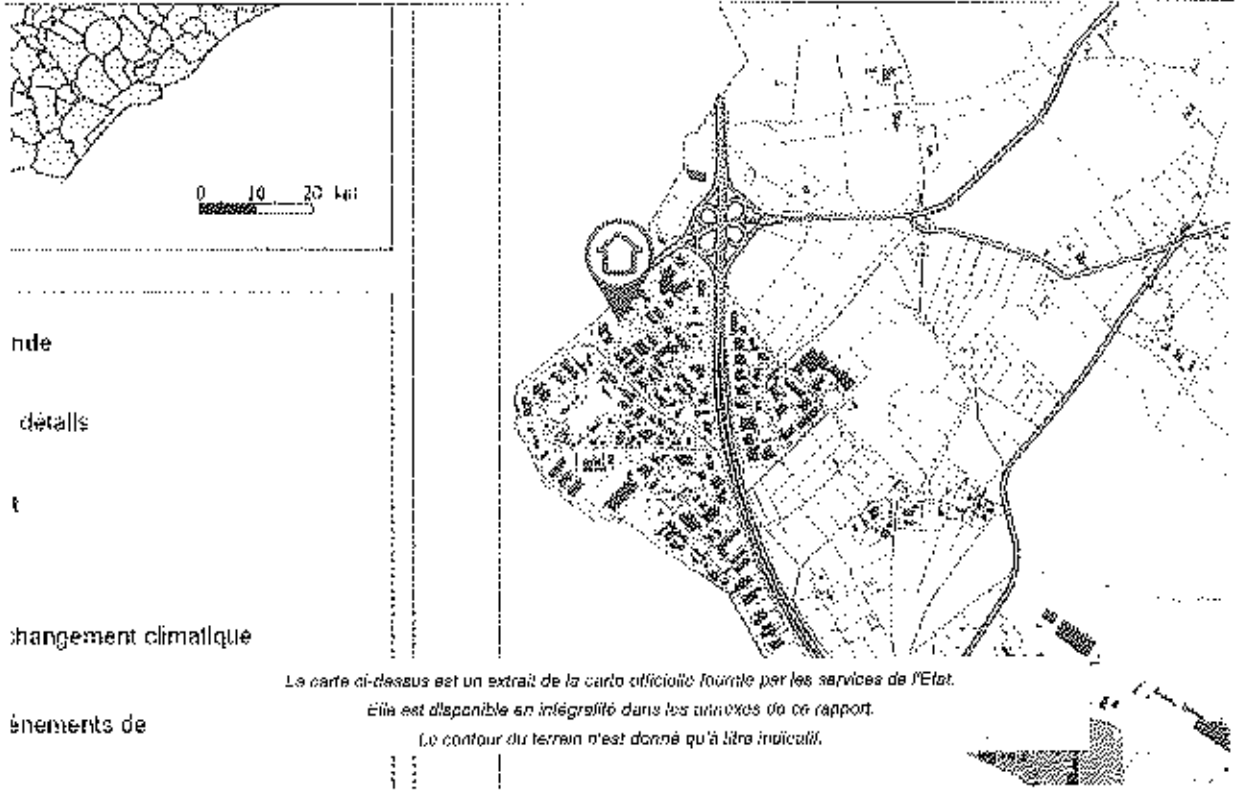 0 10 20 km
nde
détails
t
changement climatique
énements de
La carte ci-dessus est un extrait de la carte officielle fournie par les services de l'Etat.
Elle est disponible en intégralité dans les annexes de ce rapport.
Le contour du terrain n'est donné qu'à titre indicatif.